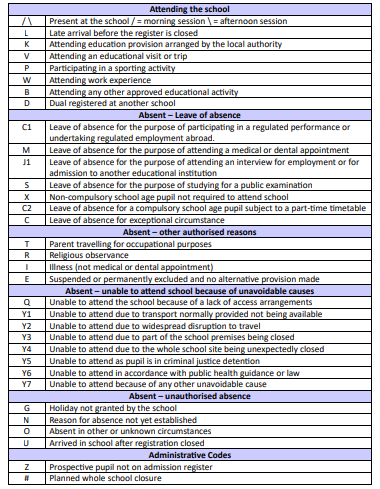 Attending the school
/ \ Present at the school / = morning session \ = afternoon session
L Late arrival before the register is closed
K Attending education provision arranged by the local authority
V Attending an educational visit or trip
P Participating in a sporting activity
W Attending work experience
B Attending any other approved educational activity
D Dual registered at another school
Absent – Leave of absence
C1 Leave of absence for the purpose of participating in a regulated performance or
undertaking regulated employment abroad.
M Leave of absence for the purpose of attending a medical or dental appointment
J1 Leave of absence for the purpose of attending an interview for employment or for
admission to another educational institution
S Leave of absence for the purpose of studying for a public examination
X Non-compulsory school age pupil not required to attend school
C2 Leave of absence for a compulsory school age pupil subject to a part-time timetable
C Leave of absence for exceptional circumstance
Absent – other authorised reasons
T Parent travelling for occupational purposes
R Religious observance
I Illness (not medical or dental appointment)
E Suspended or permanently excluded and no alternative provision made
Absent – unable to attend school because of unavoidable causes
Q Unable to attend the school because of a lack of access arrangements
Y1 Unable to attend due to transport normally provided not being available
Y2 Unable to attend due to widespread disruption to travel
Y3 Unable to attend due to part of the school premises being closed
Y4 Unable to attend due to the whole school site being unexpectedly closed
Y5 Unable to attend as pupil is in criminal justice detention
Y6 Unable to attend in accordance with public health guidance or law
Y7 Unable to attend because of any other unavoidable cause
Absent – unauthorised absence
G Holiday not granted by the school
N Reason for absence not yet established
O Absent in other or unknown circumstances
U Arrived in school after registration closed
Administrative Codes
Z Prospective pupil not on admission register
# Planned whole school closure